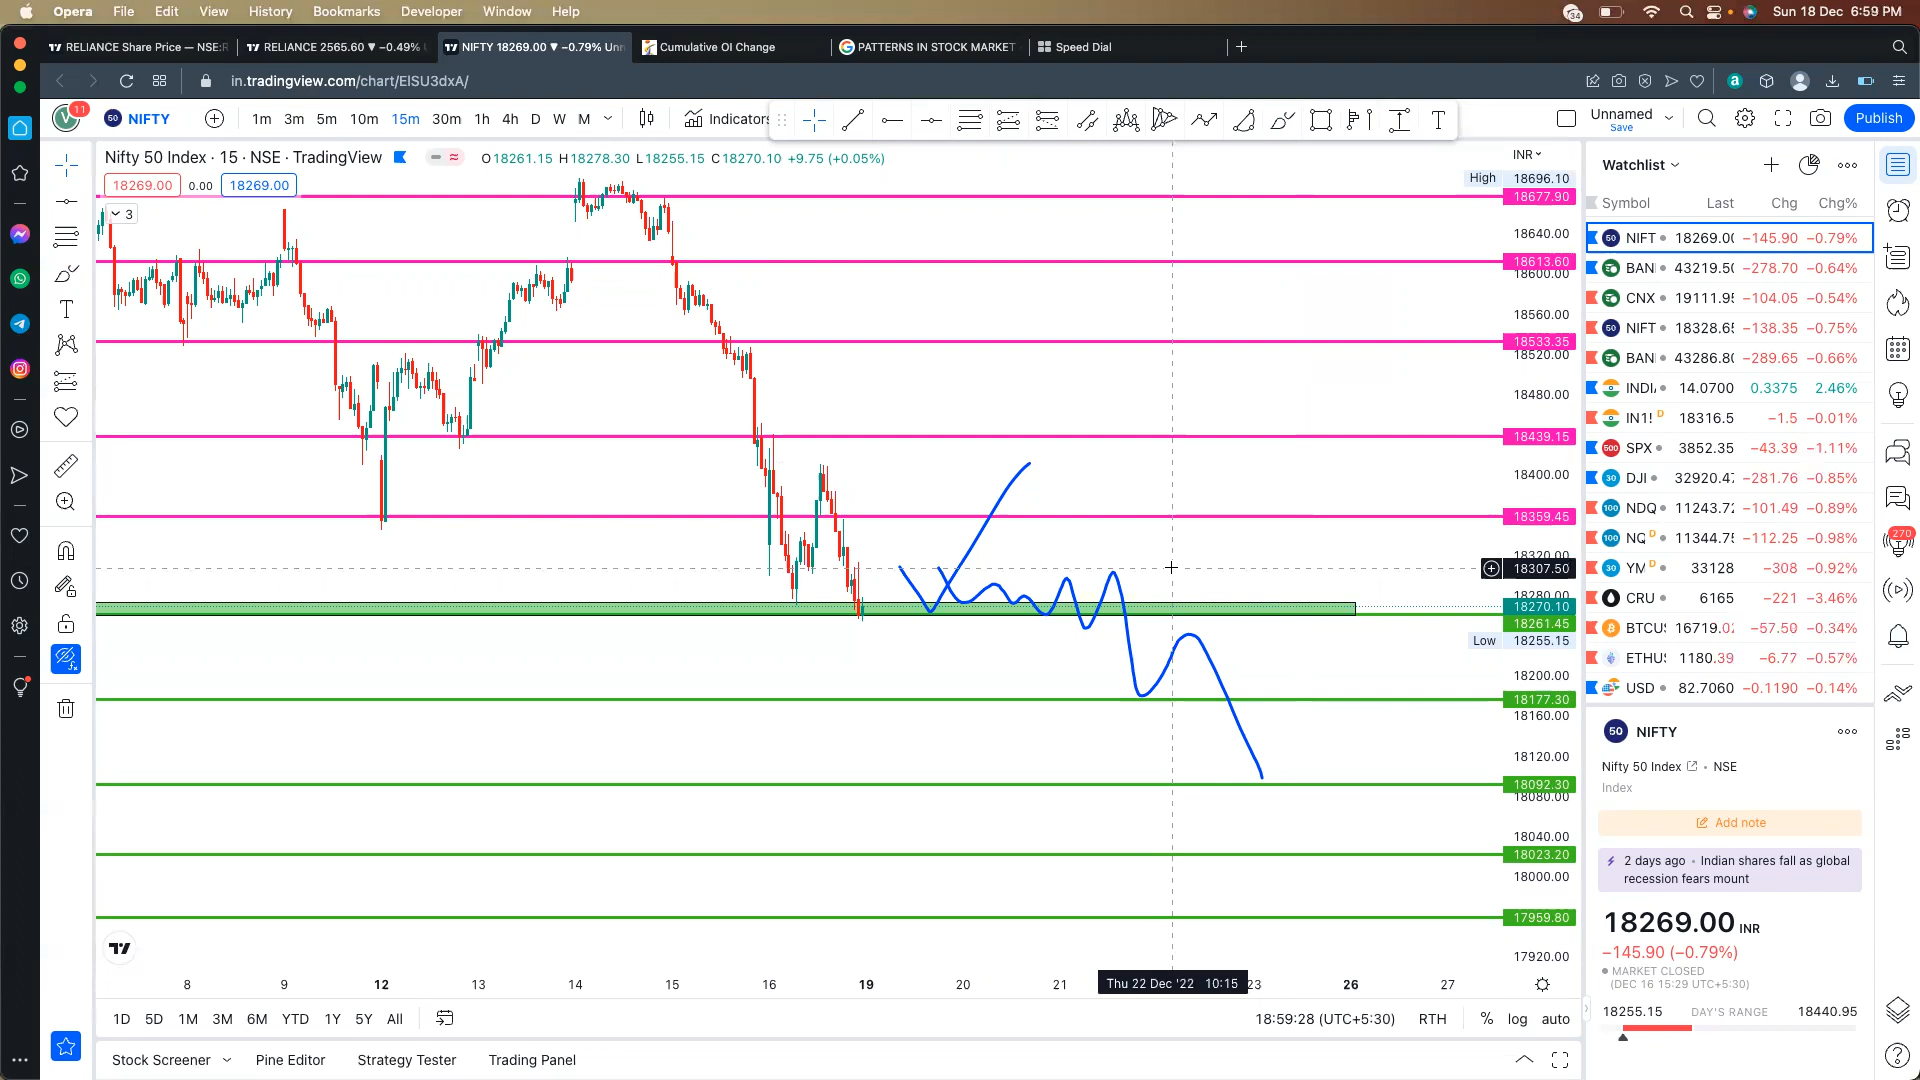 Opera File Edit View History Bookmarks Developer Window Help 34 Sun 18 Dec 6:59 PM
RELIANCE Share Price — NSE:R RELIANCE 2565.60 ▼ −0.49% NIFTY 18269.00 ▼ −0.79% Unn Cumulative OI Change PATTERNS IN STOCK MARKET Speed Dial
in.tradingview.com/chart/EISU3dxA/
V 11 50 NIFTY 1m 3m 5m 10m 15m 30m 1h 4h D W M Indicators Unnamed Publish
Save
Nifty 50 Index · 15 · NSE · TradingView O18261.15 H18278.30 L18255.15 C18270.10 +9.75 (+0.05%) INR
18269.00 0.00 18269.00
3
High 18696.10
18677.90
18640.00
18613.60
18600.00
18560.00
18533.35
18520.00
18480.00
18439.15
18400.00
18359.45
18320.00
18307.50
18280.00
18270.10
18261.45
Low 18255.15
18200.00
18177.30
18160.00
18120.00
18092.30
18080.00
18040.00
18023.20
18000.00
17959.80
17920.00
8 9 12 13 14 15 16 19 20 21 Thu 22 Dec '22 10:15 23 26 27
1D 5D 1M 3M 6M YTD 1Y 5Y All 18:59:28 (UTC+5:30) RTH % log auto
Stock Screener Pine Editor Strategy Tester Trading Panel
Watchlist
Symbol Last Chg Chg%
50 NIFT 18269.00 −145.90 −0.79%
BAN 43219.50 −278.70 −0.64%
CNX 19111.95 −104.05 −0.54%
50 NIFT 18328.65 −138.35 −0.75%
BAN 43286.80 −289.65 −0.66%
INDI 14.0700 0.3375 2.46%
IN1! D 18316.5 −1.5 −0.01%
500 SPX 3852.35 −43.39 −1.11%
30 DJI 32920.47 −281.76 −0.85%
100 NDQ 11243.72 −101.49 −0.89%
100 NQ D 11344.75 −112.25 −0.98%
30 YM D 33128 −308 −0.92%
CRU 6165 −221 −3.46%
BTCUS 16719.02 −57.50 −0.34%
ETHUS 1180.39 −6.77 −0.57%
USD 82.7060 −0.1190 −0.14%
50 NIFTY
Nifty 50 Index • NSE
Index
Add note
2 days ago • Indian shares fall as global
recession fears mount
18269.00 INR
−145.90 (−0.79%)
MARKET CLOSED
(DEC 16 15:29 UTC+5:30)
18255.15 DAY'S RANGE 18440.95
270